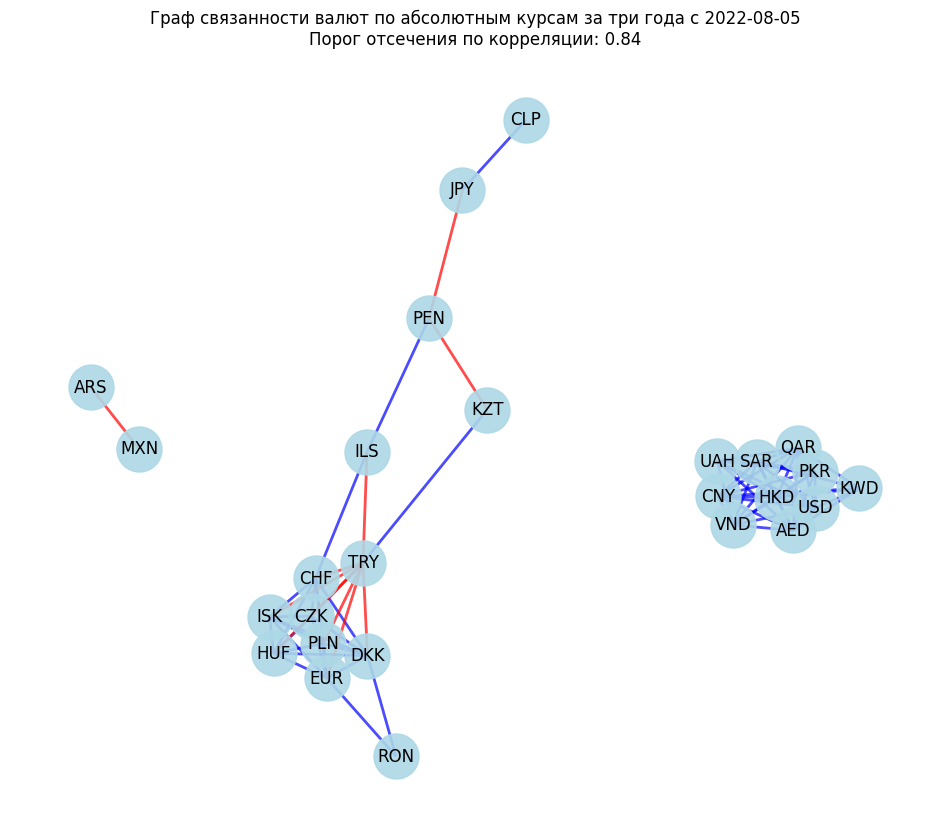 Граф связанности валют по абсолютным курсам за три года с 2022-08-05
Порог отсечения по корреляции: 0.84
CLP
JPY
PEN
ARS
KZT
MXN
ILS
QAR
UAH
SAR
PKR
KWD
CNY
HKD
USD
VND
AED
TRY
CHF
ISK
CZK
PLN
HUF
DKK
EUR
RON